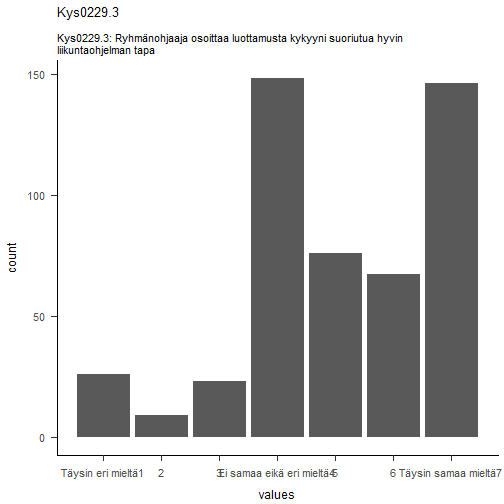 Kys0229.3
Kys0229.3: Ryhmänohjaaja osoittaa luottamusta kykyyni suoriutua hyvin
liikuntaohjelman tapa
150
100
50
0
count
Täysin eri mieltä1 2 3 Ei samaa eikä eri mieltä4 5 6 Täysin samaa mieltä7
values